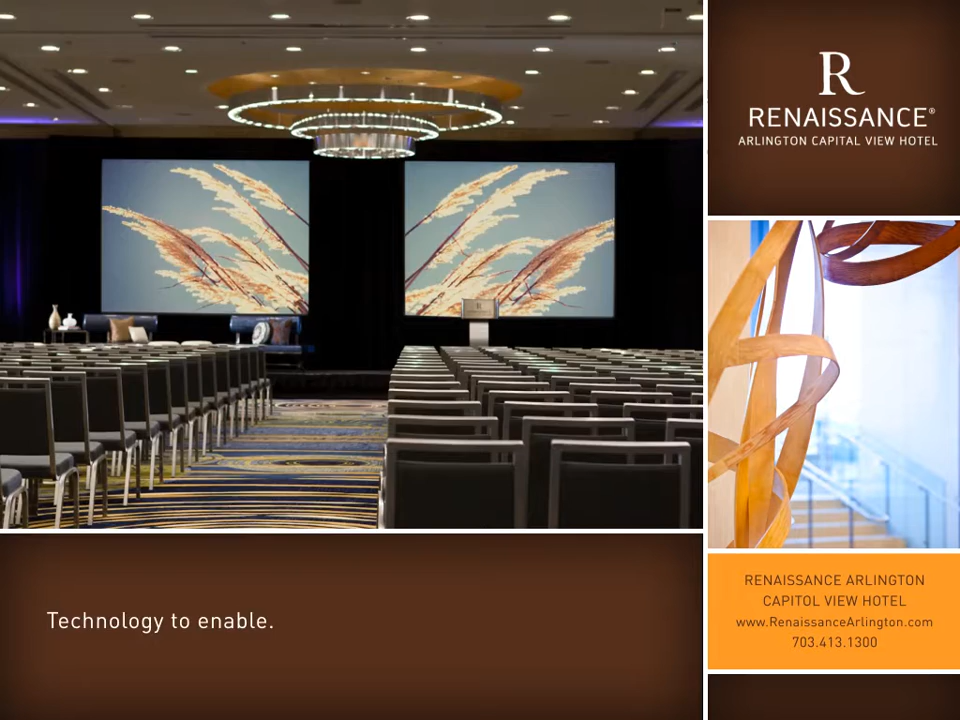 R
RENAISSANCE®
ARLINGTON CAPITAL VIEW HOTEL
Technology to enable.
RENAISSANCE ARLINGTON
CAPITOL VIEW HOTEL
www.RenaissanceArlington.com
703.413.1300